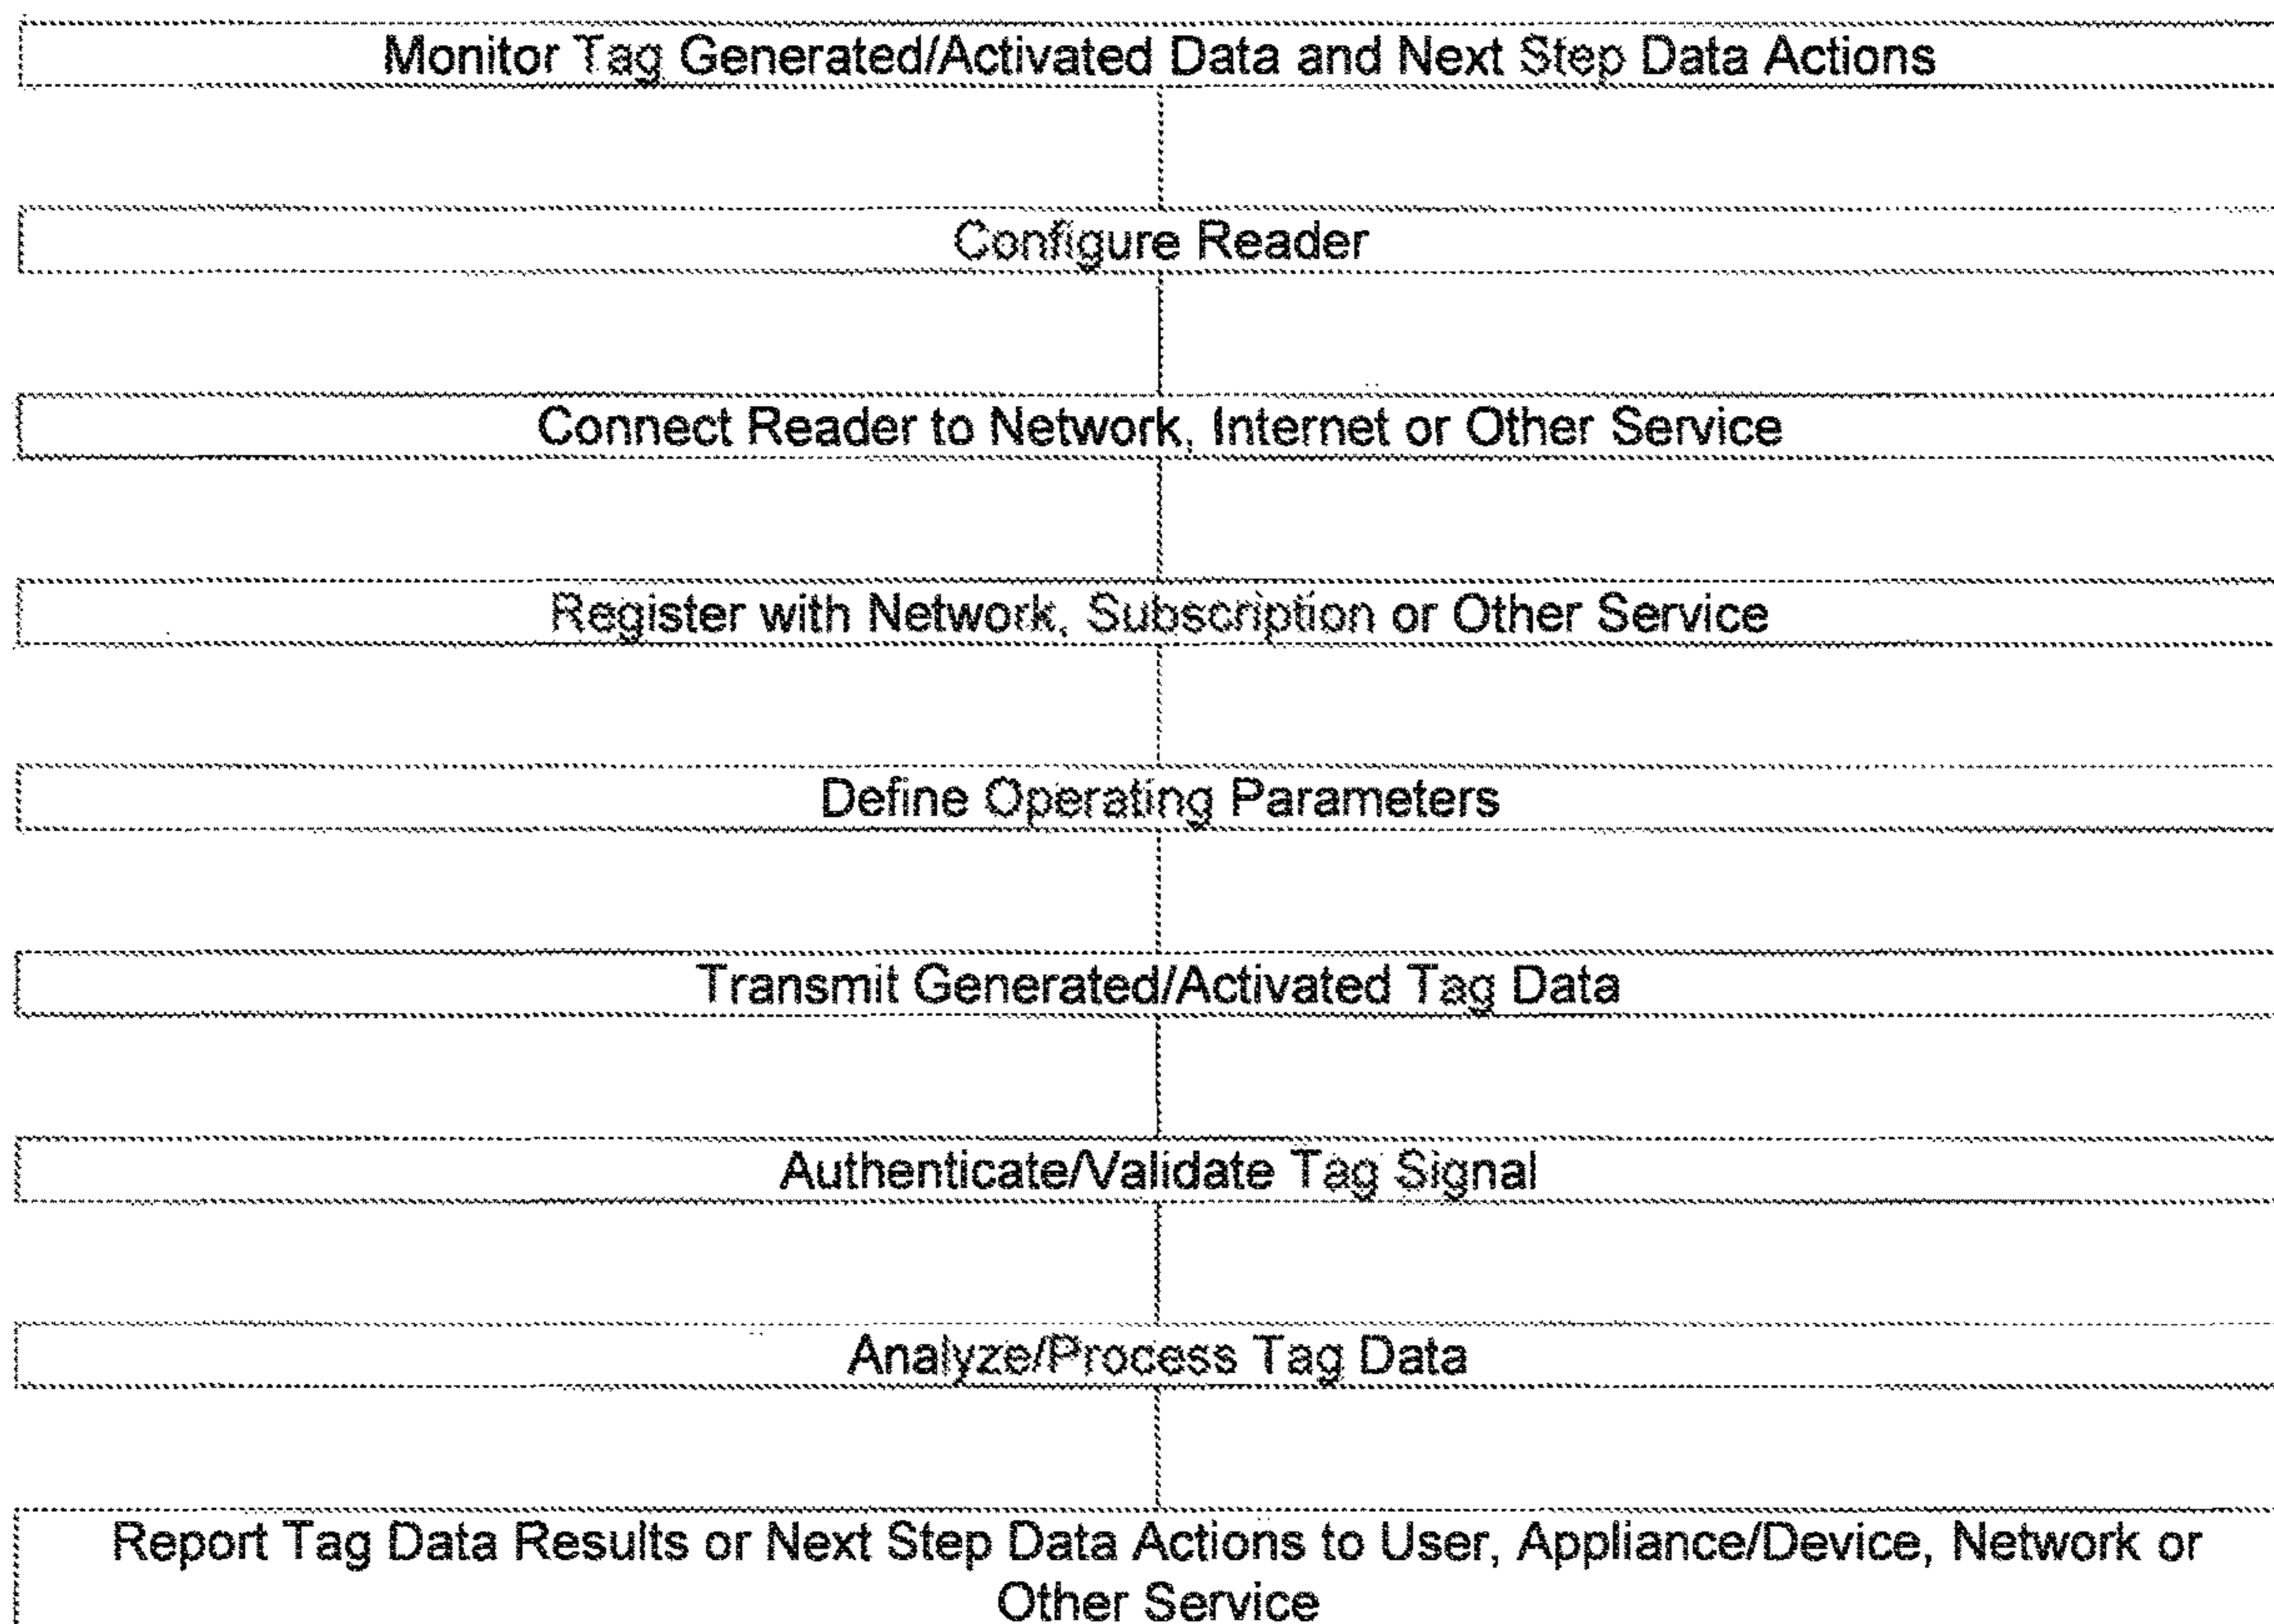 Monitor Tag Generated/Activated Data and Next Step Data Actions
Configure Reader
Connect Reader to Network, Internet or Other Service
Register with Network, Subscription or Other Service
Define Operating Parameters
Transmit Generated/Activated Tag Data
Authenticate/Validate Tag Signal
Analyze/Process Tag Data
Report Tag Data Results or Next Step Data Actions to User, Appliance/Device, Network or
Other Service